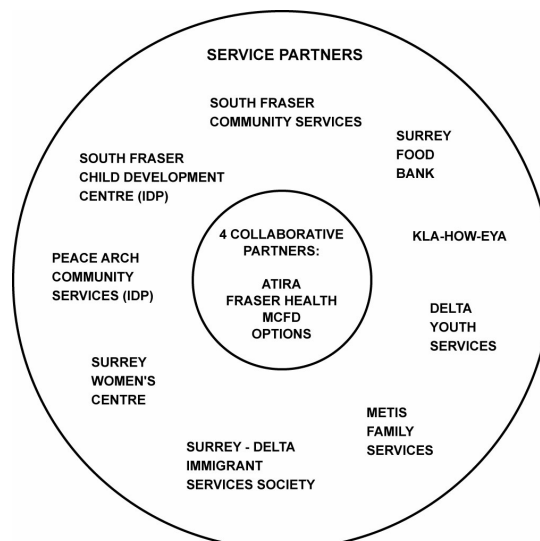 SERVICE PARTNERS
SOUTH FRASER
COMMUNITY SERVICES
SURREY
FOOD
BANK
SOUTH FRASER
CHILD DEVELOPMENT
CENTRE (IDP)
4 COLLABORATIVE
PARTNERS:
ATIRA
FRASER HEALTH
MCFD
OPTIONS
KLA-HOW-EYA
PEACE ARCH
COMMUNITY
SERVICES (IDP)
DELTA
YOUTH
SERVICES
SURREY
WOMEN'S
CENTRE
METIS
FAMILY
SERVICES
SURREY - DELTA
IMMIGRANT
SERVICES SOCIETY